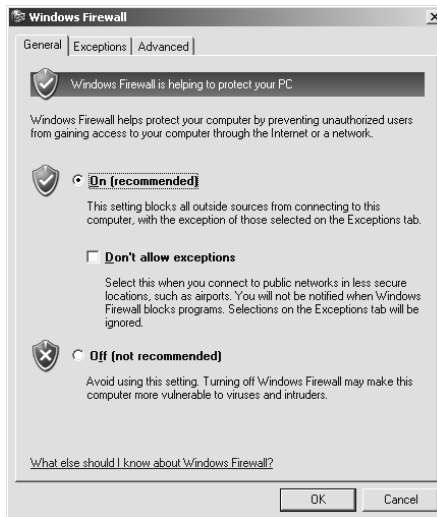 Windows Firewall
General Exceptions Advanced
Windows Firewall is helping to protect your PC
Windows Firewall helps protect your computer by preventing unauthorized users
from gaining access to your computer through the Internet or a network.
On (recommended)
This setting blocks all outside sources from connecting to this
computer, with the exception of those selected on the Exceptions tab.
Don't allow exceptions
Select this when you connect to public networks in less secure
locations, such as airports. You will not be notified when Windows
Firewall blocks programs. Selections on the Exceptions tab will be
ignored.
Off (not recommended)
Avoid using this setting. Turning off Windows Firewall may make this
computer more vulnerable to viruses and intruders.
What else should I know about Windows Firewall?
OK Cancel